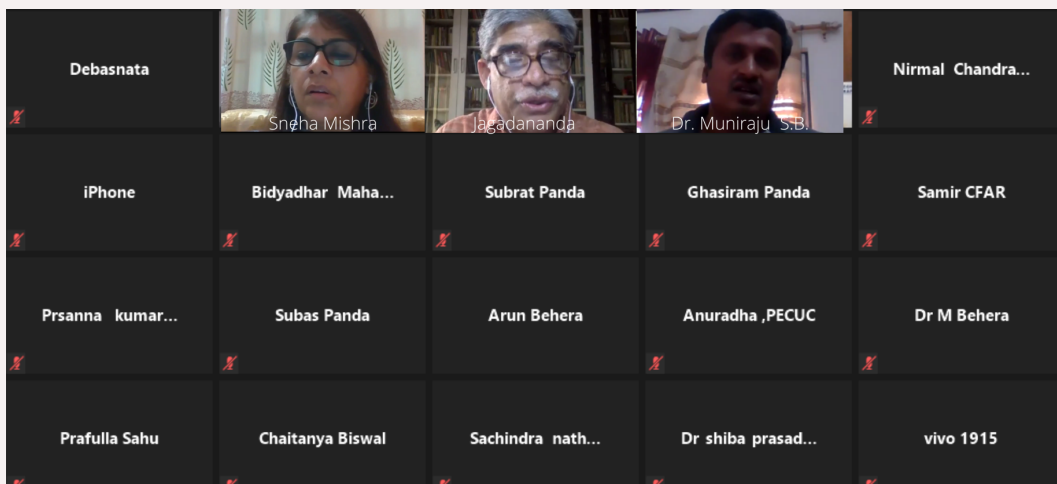 Debasnata
Sneha Mishra
Jagadananda
Dr. Muniraju S.B.
Nirmal Chandra...
iPhone
Bidyadhar Maha...
Subrat Panda
Ghasiram Panda
Samir CFAR
Prsanna kumar...
Subas Panda
Arun Behera
Anuradha ,PECUC
Dr M Behera
Prafulla Sahu
Chaitanya Biswal
Sachindra nath...
Dr shiba prasad...
vivo 1915